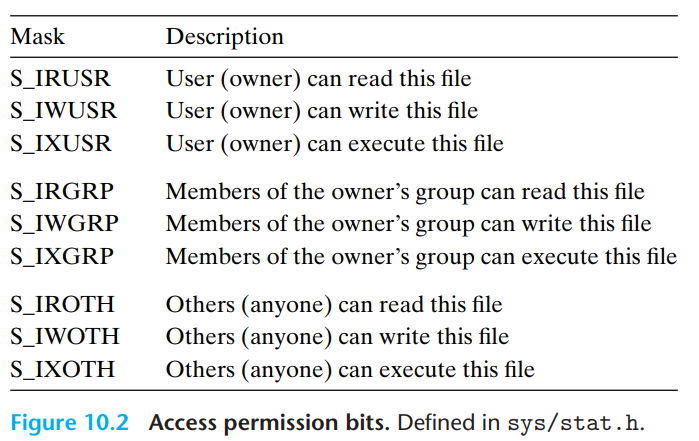 Mask Description
S_IRUSR User (owner) can read this file
S_IWUSR User (owner) can write this file
S_IXUSR User (owner) can execute this file
S_IRGRP Members of the owner’s group can read this file
S_IWGRP Members of the owner’s group can write this file
S_IXGRP Members of the owner’s group can execute this file
S_IROTH Others (anyone) can read this file
S_IWOTH Others (anyone) can write this file
S_IXOTH Others (anyone) can execute this file
Figure 10.2 Access permission bits. Defined in sys/stat.h.